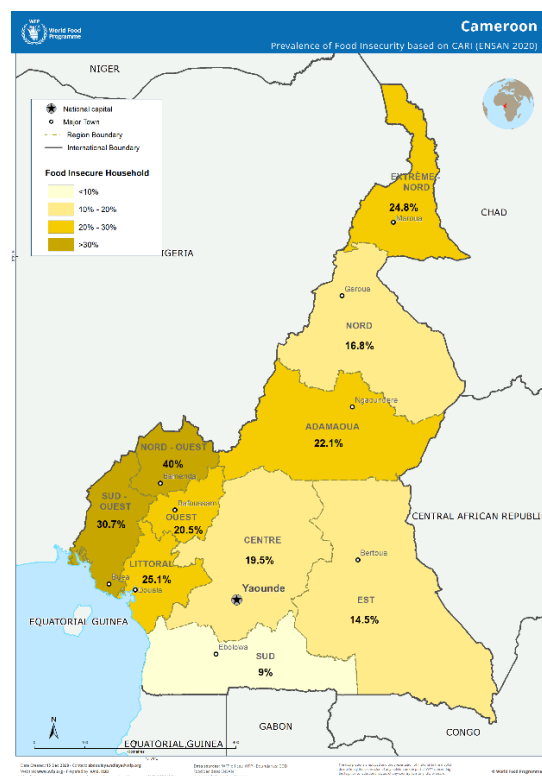 WFP
World Food
Programme
Cameroon
Prevalence of Food Insecurity based on CARI (ENSAN 2020)
NIGER
National capital
Major Town
Region Boundary
International Boundary
Food Insecure Household
<10%
10% - 20%
20% - 30%
>30%
IGERIA
EXTRÊME-
NORD
24.8%
Maroua
CHAD
Garoua
NORD
16.8%
Ngaoundere
ADAMAOUA
22.1%
NORD - OUEST
40%
Bamenda
SUD -
OUEST
30.7%
Bafoussam
OUEST
20.5%
CENTRAL AFRICAN REPUBLI
CENTRE
19.5%
LITTORAL
25.1%
Buea
Douala
Yaounde
Bertoua
EST
14.5%
EQUATORIAL GUINEA
Ebolowa
SUD
9%
N
GABON
CONGO
EQUATORIAL GUINEA
© World Food Programme